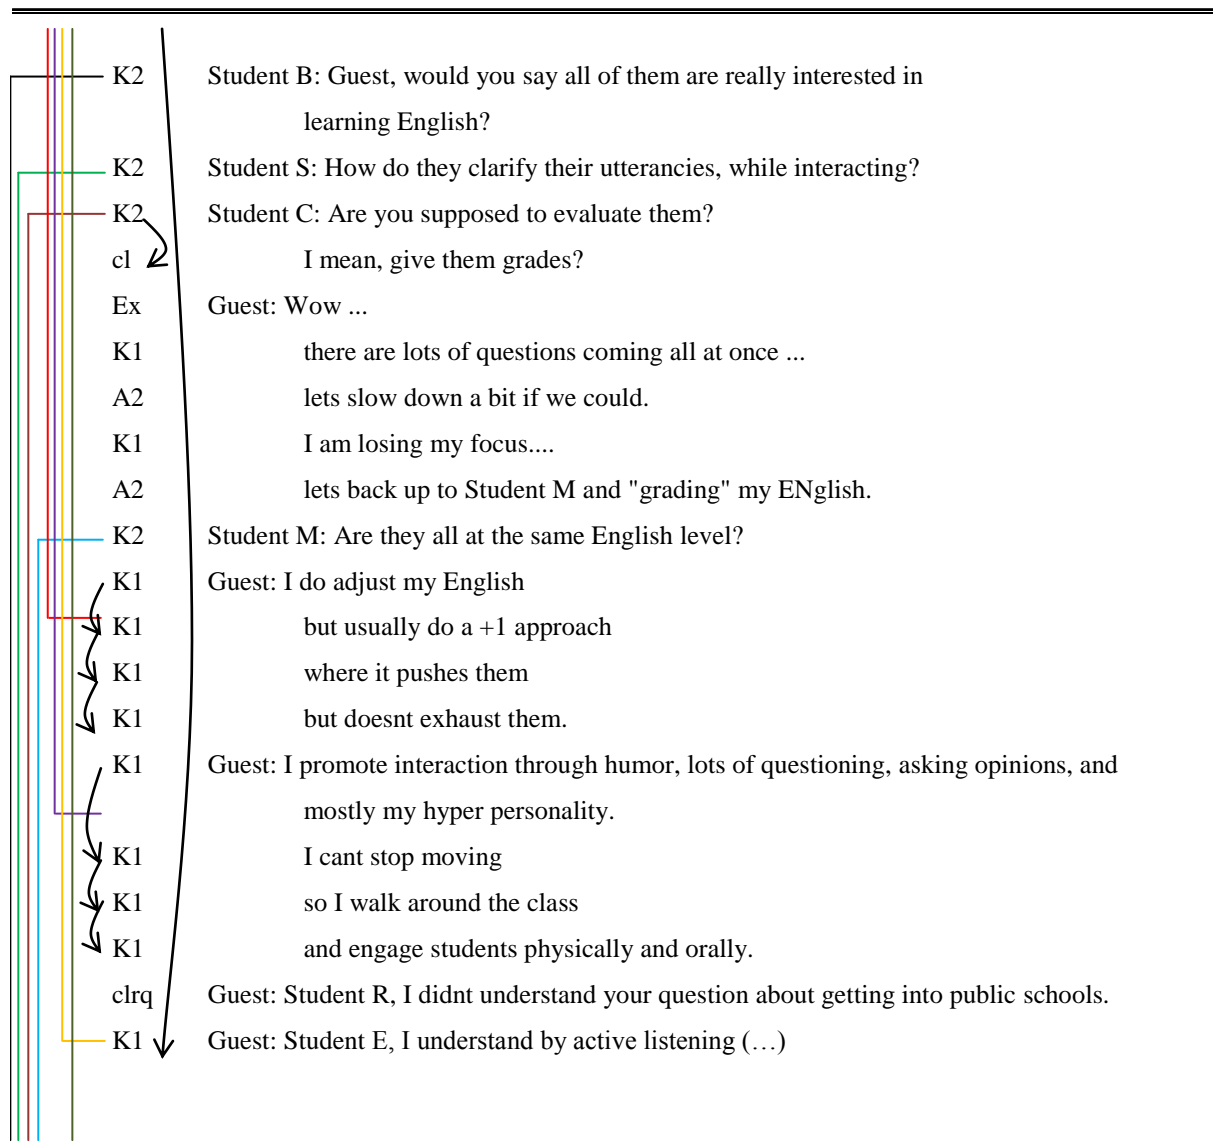 K2 Student B: Guest, would you say all of them are really interested in
learning English?
K2 Student S: How do they clarify their utterancies, while interacting?
K2 Student C: Are you supposed to evaluate them?
cl I mean, give them grades?
Ex Guest: Wow ...
K1 there are lots of questions coming all at once ...
A2 lets slow down a bit if we could.
K1 I am losing my focus....
A2 lets back up to Student M and "grading" my ENglish.
K2 Student M: Are they all at the same English level?
K1 Guest: I do adjust my English
K1 but usually do a +1 approach
K1 where it pushes them
K1 but doesnt exhaust them.
K1 Guest: I promote interaction through humor, lots of questioning, asking opinions, and
mostly my hyper personality.
K1 I cant stop moving
K1 so I walk around the class
K1 and engage students physically and orally.
clrq Guest: Student R, I didnt understand your question about getting into public schools.
K1 Guest: Student E, I understand by active listening (…)